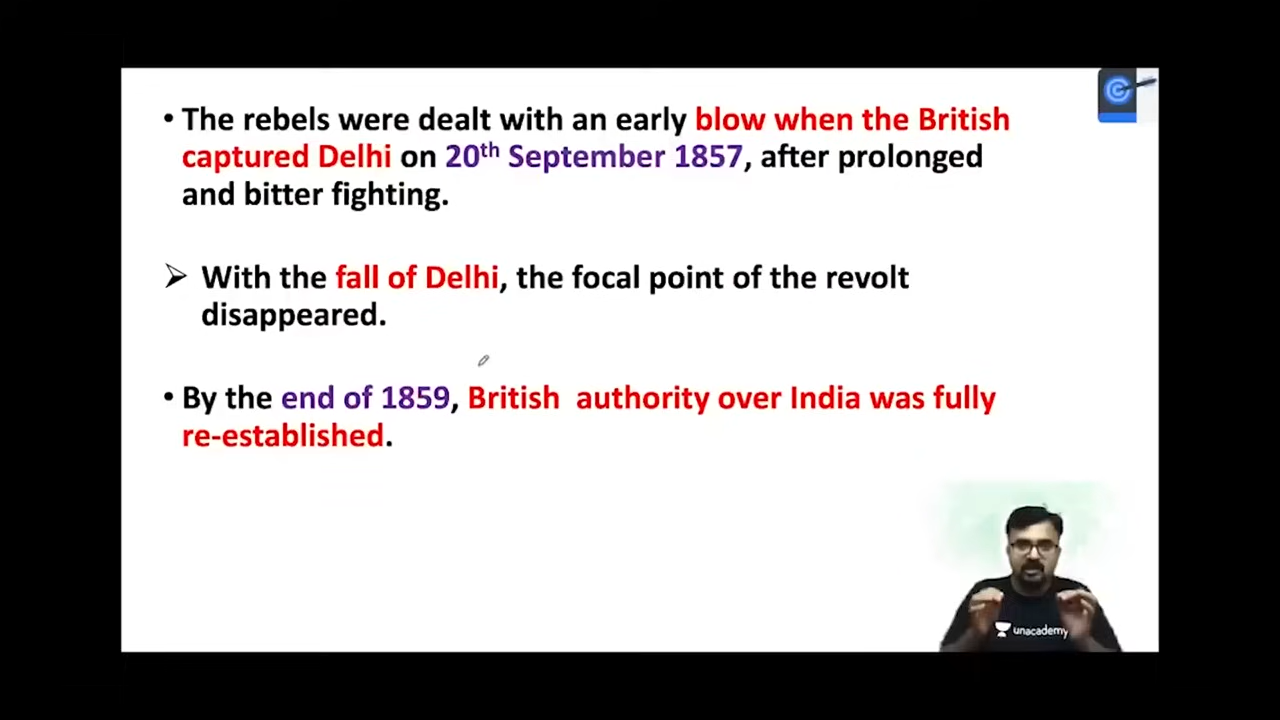 • The rebels were dealt with an early blow when the British
captured Delhi on 20th September 1857, after prolonged
and bitter fighting.
➢ With the fall of Delhi, the focal point of the revolt
disappeared.
• By the end of 1859, British authority over India was fully
re-established.
unacademy